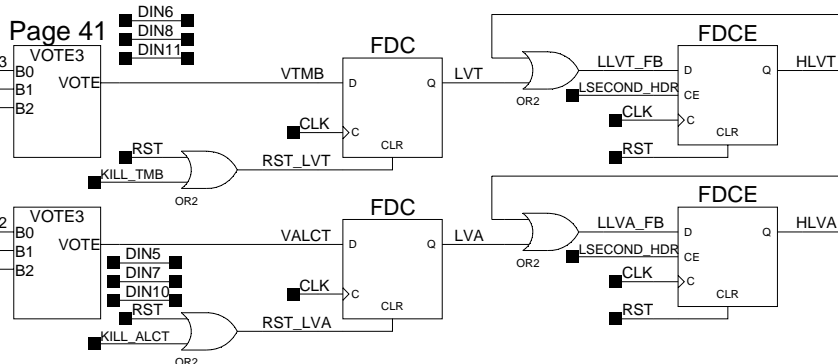 DIN6
Page 41
DIN8
FDC
FDCE
DIN11
3
VOTE3
B0
VOTE
VTMB
D
Q
LVT
LLVT_FB
D
Q
HLVT
B1
OR2
LSECOND_HDR
CE
B2
CLK
C
CLK
C
CLR
CLR
RST
RST_LVT
RST
KILL_TMB
OR2
FDC
FDCE
2
VOTE3
B0
VOTE
VALCT
D
Q
LVA
LLVA_FB
D
Q
HLVA
B1
DIN5
OR2
LSECOND_HDR
CE
B2
DIN7
CLK
C
CLK
C
DIN10
CLR
CLR
RST
RST_LVA
RST
KILL_ALCT
OR2